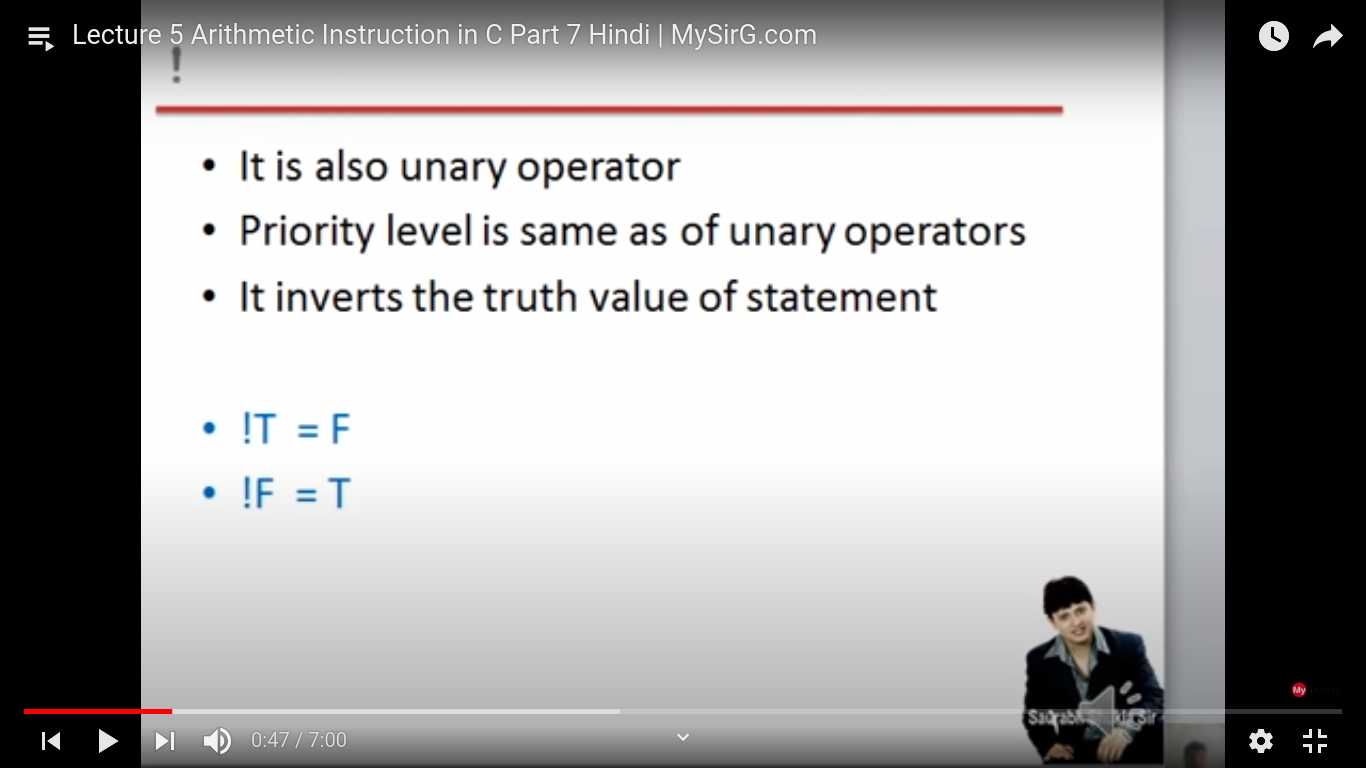 Lecture 5 Arithmetic Instruction in C Part 7 Hindi | MySirG.com
!
• It is also unary operator
• Priority level is same as of unary operators
• It inverts the truth value of statement
• !T = F
• !F = T
My
Saurabh Shukla Sir
0:47 / 7:00